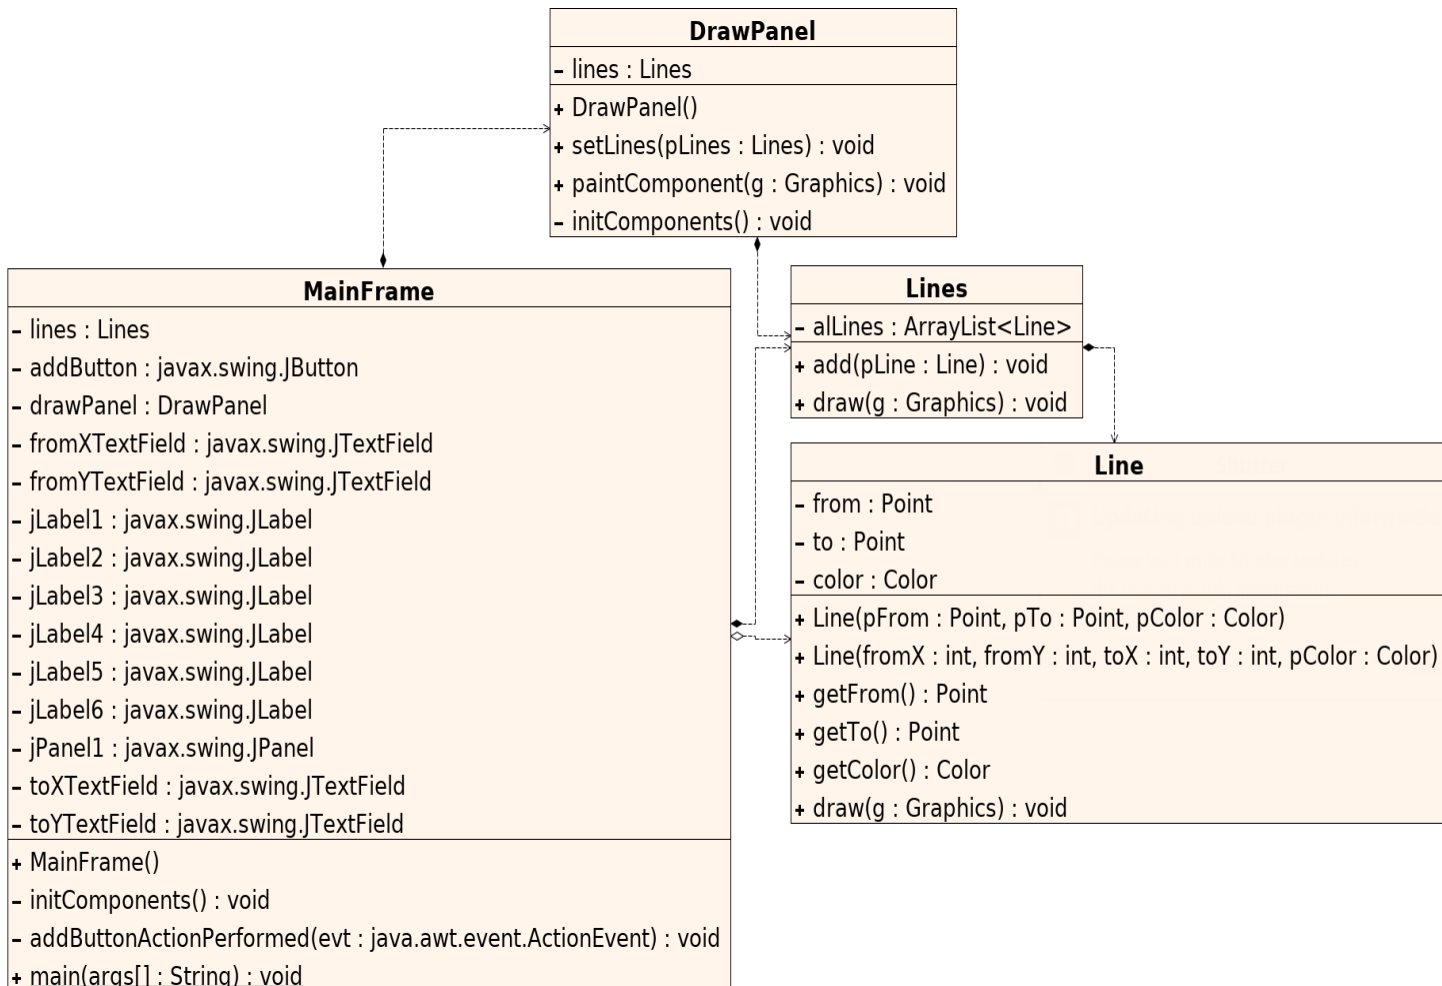 DrawPanel
- lines : Lines
+ DrawPanel()
+ setLines(pLines : Lines) : void
+ paintComponent(g : Graphics) : void
- initComponents() : void
MainFrame
- lines : Lines
- addButton : javax.swing.JButton
- drawPanel : DrawPanel
- fromXTextField : javax.swing.JTextField
- fromYTextField : javax.swing.JTextField
- jLabel1 : javax.swing.JLabel
- jLabel2 : javax.swing.JLabel
- jLabel3 : javax.swing.JLabel
- jLabel4 : javax.swing.JLabel
- jLabel5 : javax.swing.JLabel
- jLabel6 : javax.swing.JLabel
- jPanel1 : javax.swing.JPanel
- toXTextField : javax.swing.JTextField
- toYTextField : javax.swing.JTextField
+ MainFrame()
- initComponents() : void
- addButtonActionPerformed(evt : java.awt.event.ActionEvent) : void
+ main(args[] : String) : void
Lines
- alLines : ArrayList<Line>
+ add(pLine : Line) : void
+ draw(g : Graphics) : void
Line
- from : Point
- to : Point
- color : Color
+ Line(pFrom : Point, pTo : Point, pColor : Color)
+ Line(fromX : int, fromY : int, toX : int, toY : int, pColor : Color)
+ getFrom() : Point
+ getTo() : Point
+ getColor() : Color
+ draw(g : Graphics) : void